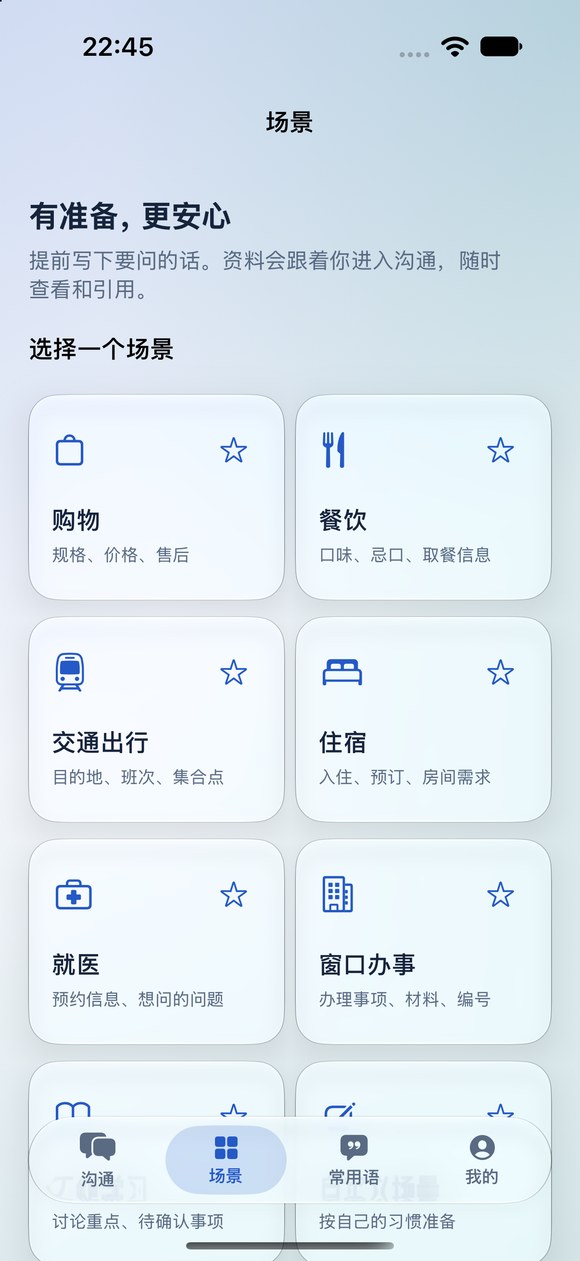 22:45
场景
有准备，更安心
提前写下要问的话。资料会跟着你进入沟通，随时
查看和引用。
选择一个场景
购物
规格、价格、售后
餐饮
口味、忌口、取餐信息
交通出行
目的地、班次、集合点
住宿
入住、预订、房间需求
就医
预约信息、想问的问题
窗口办事
办理事项、材料、编号
沟通
场景
常用语
我的
讨论重点、待确认事项
按自己的习惯准备